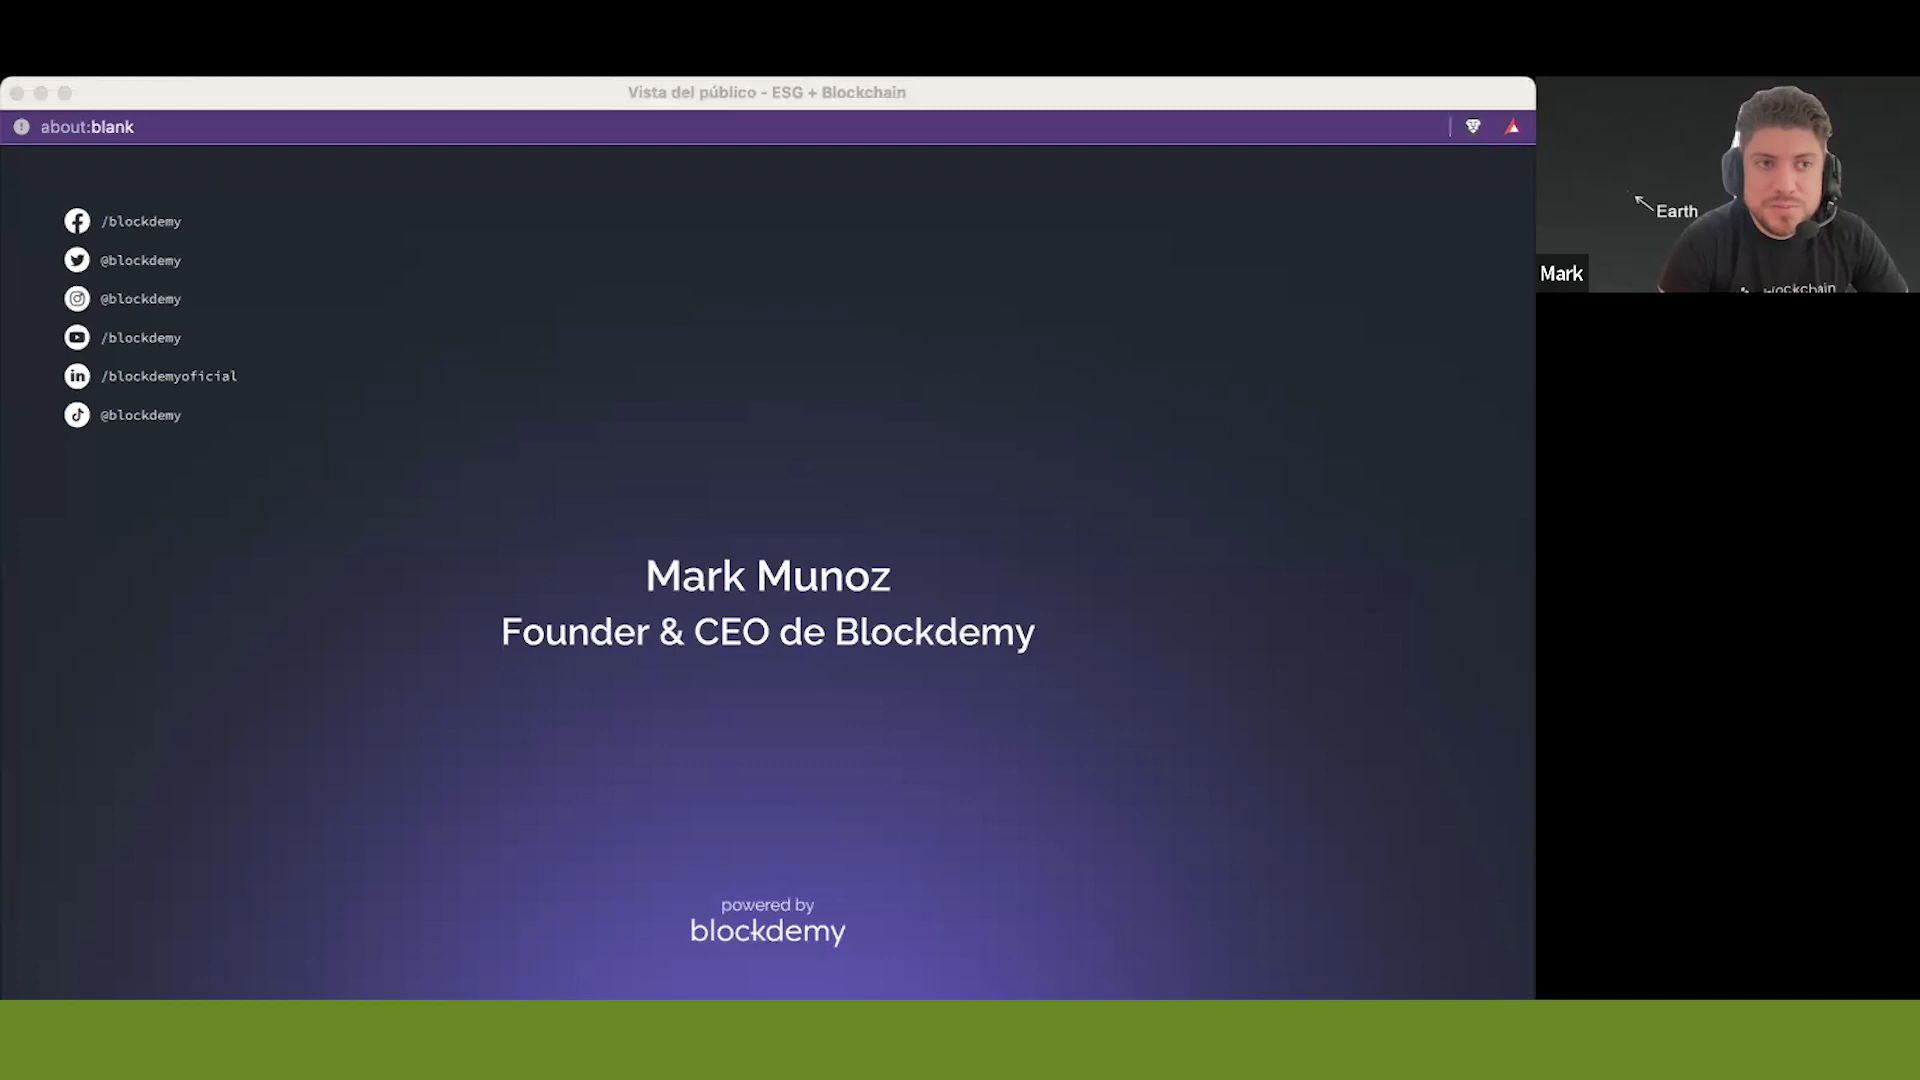 Vista del público - ESG + Blockchain
about:blank
/blockdemy
@blockdemy
@blockdemy
/blockdemy
/blockdemyoficial
@blockdemy
Mark Munoz
Founder & CEO de Blockdemy
powered by
blockdemy
Earth
Mark
blockchain